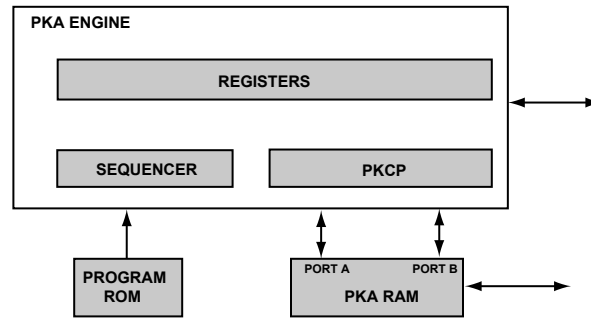 PKA ENGINE
REGISTERS
SEQUENCER
PKCP
PROGRAM
ROM
PORT A
PORT B
PKA RAM